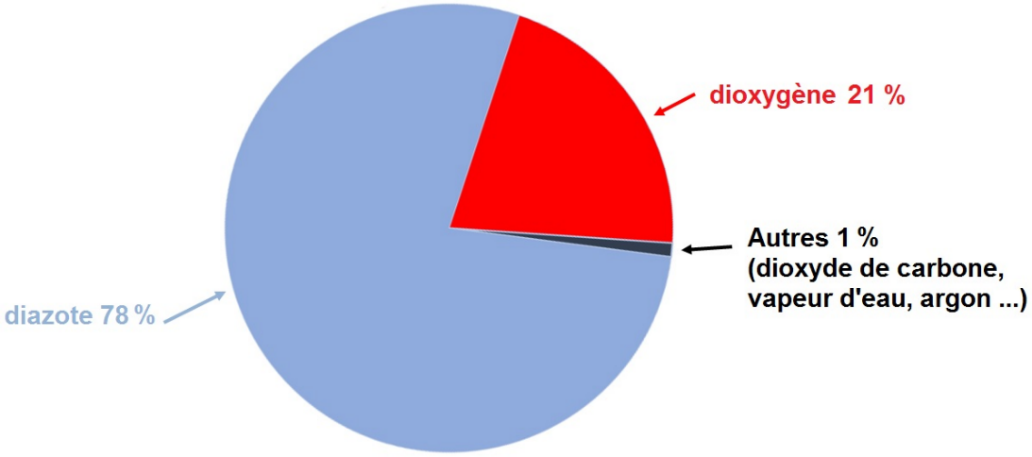 dioxygène 21 %
Autres 1 %
(dioxyde de carbone,
vapeur d'eau, argon ...)
diazote 78 %